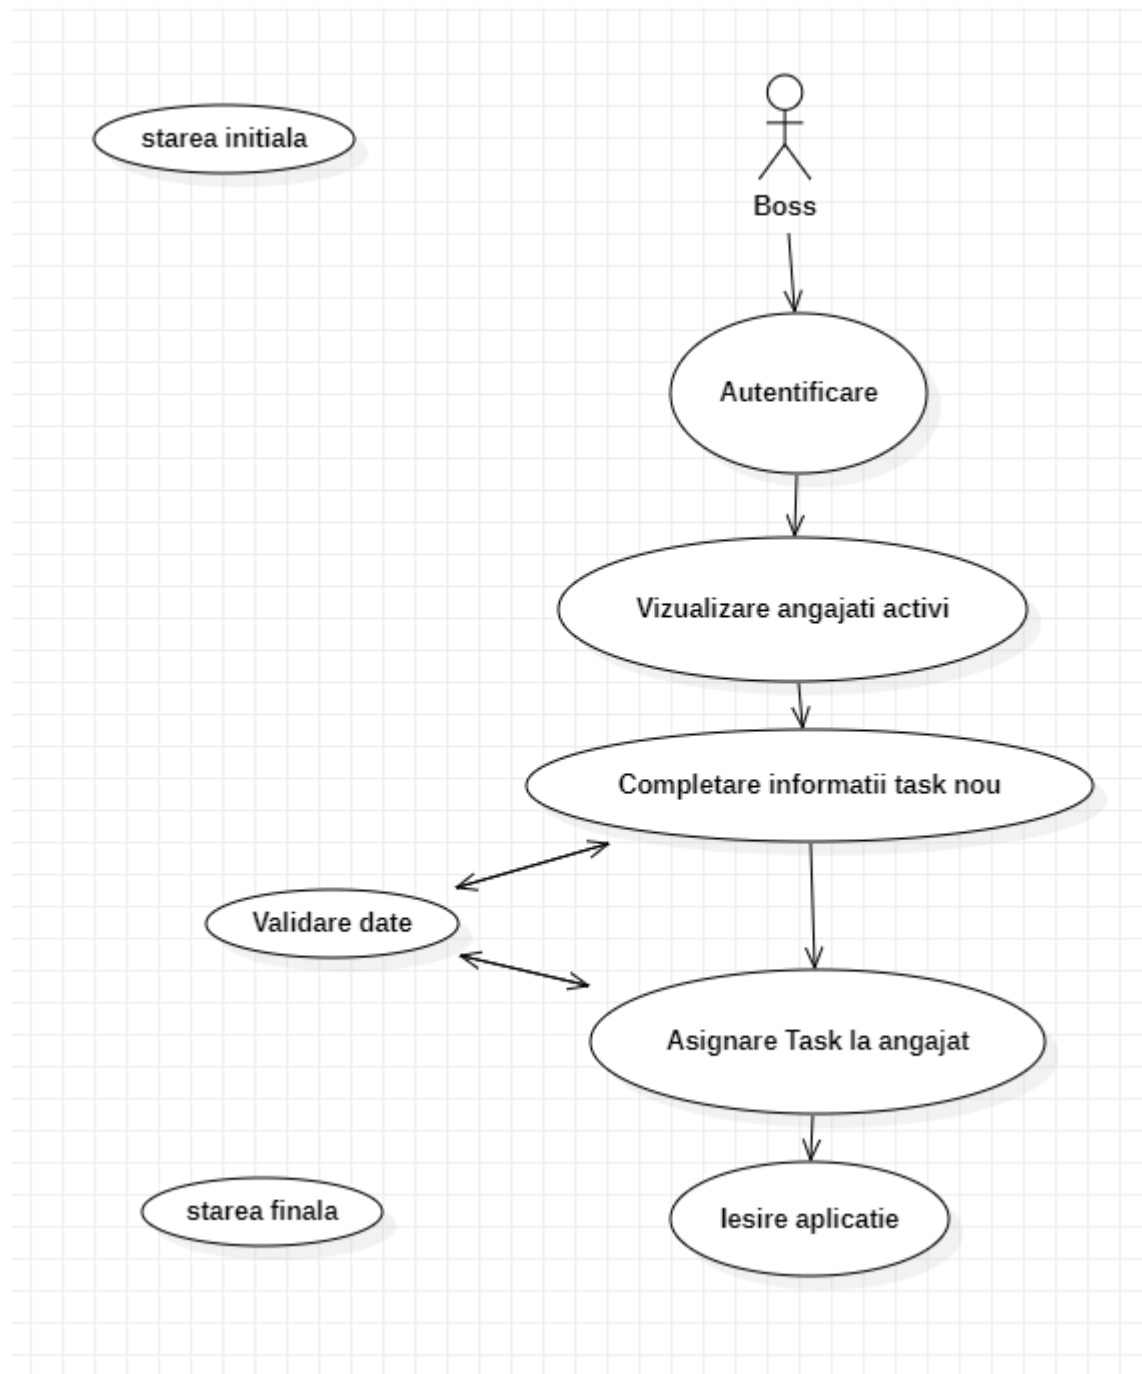 starea initiala
Boss
Autentificare
Vizualizare angajati activi
Completare informatii task nou
Validare date
Asignare Task la angajat
starea finala
Iesire aplicatie